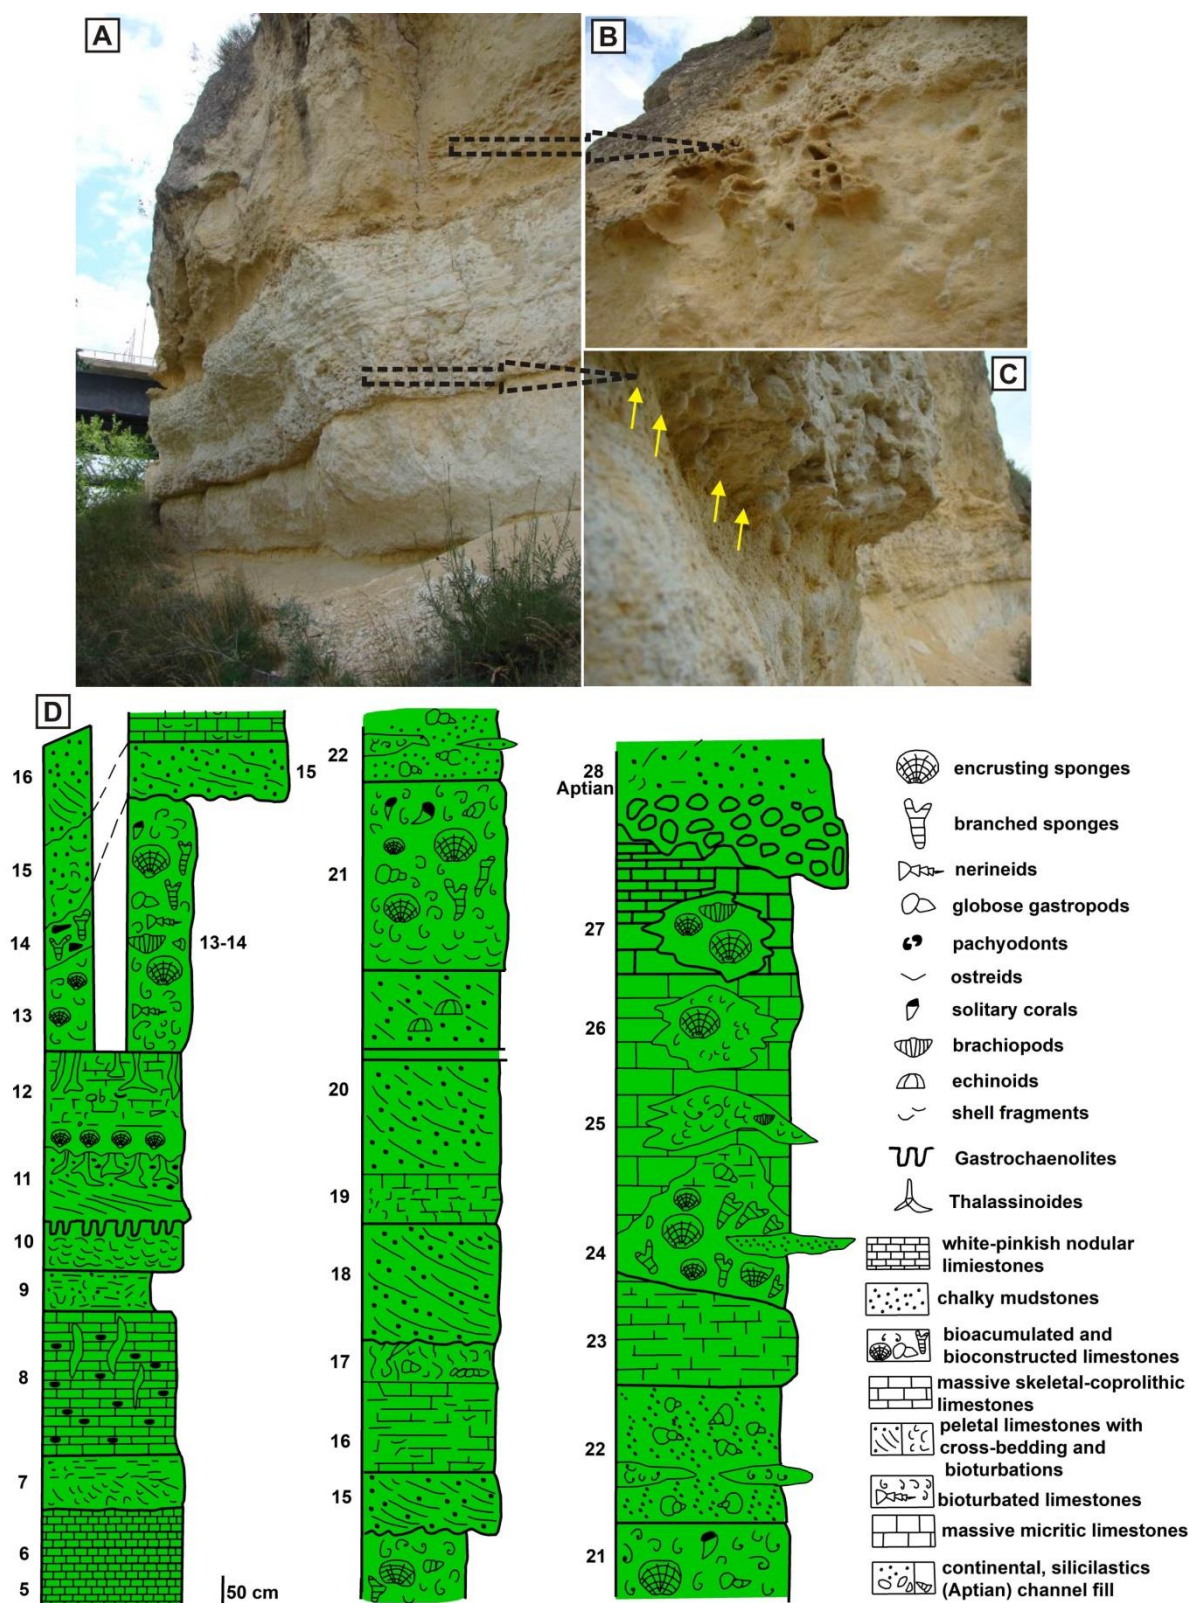 A
B
C
D
16
15
14
13
12
11
10
9
8
7
6
5
15
13-14
50 cm
22
21
20
19
18
17
16
15
28
Aptian
27
26
25
24
23
22
21
encrusting sponges
branched sponges
nerineids
globose gastropods
pachyodonts
ostreids
solitary corals
brachiopods
echinoids
shell fragments
Gastrochaenolites
Thalassinoides
white-pinkish nodular
limiestones
chalky mudstones
bioacumulated and
bioconstructed limestones
massive skeletal-coprolithic
limestones
peletal limestones with
cross-bedding and
bioturbations
bioturbated limestones
massive micritic limestones
continental, silicilastics
(Aptian) channel fill